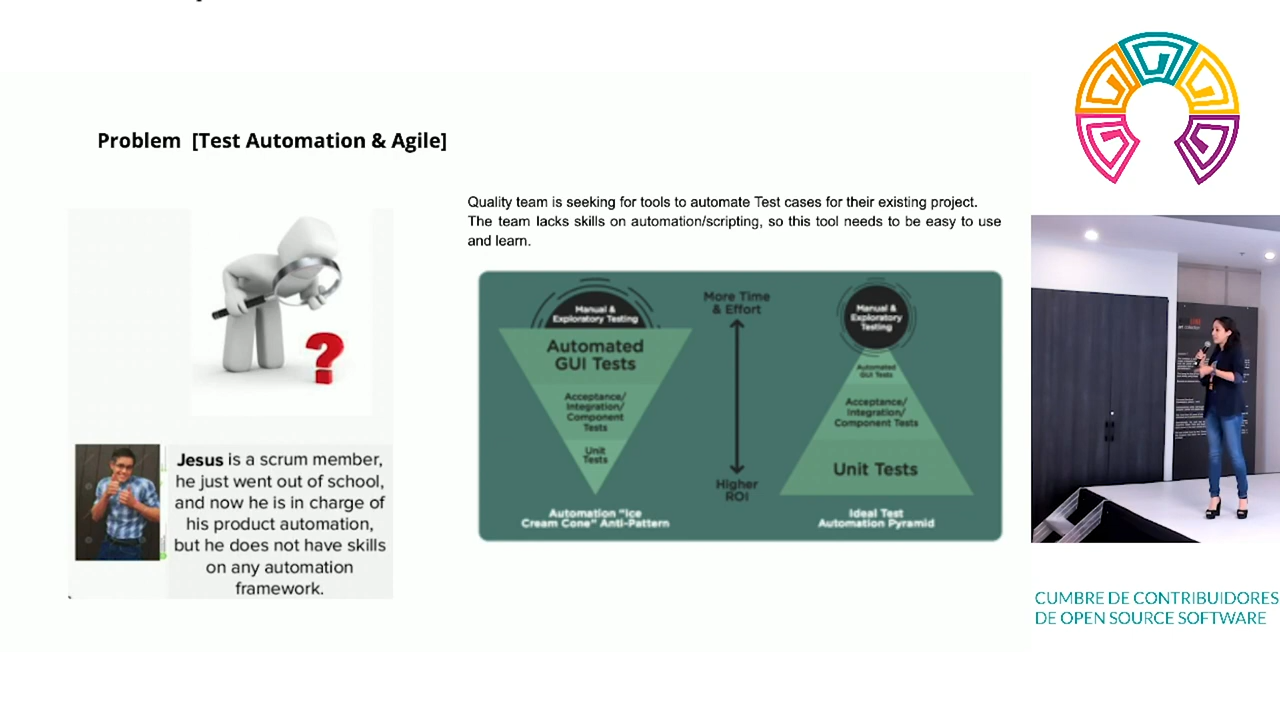 Problem  [Test Automation & Agile]
Quality team is seeking for tools to automate Test cases for their existing project.
The team lacks skills on automation/scripting, so this tool needs to be easy to use
and learn.
Manual &
Exploratory Testing
Automated
GUI Tests
Acceptance/
Integration/
Component
Tests
Unit
Tests
Automation "Ice
Cream Cone" Anti-Pattern
More Time
& Effort
Higher
ROI
Manual &
Exploratory
Testing
Automated
GUI Tests
Acceptance/
Integration/
Component Tests
Unit Tests
Ideal Test
Automation Pyramid
Jesus is a scrum member,
he just went out of school,
and now he is in charge of
his product automation,
but he does not have skills
on any automation
framework.
CUMBRE DE CONTRIBUIDORES
DE OPEN SOURCE SOFTWARE